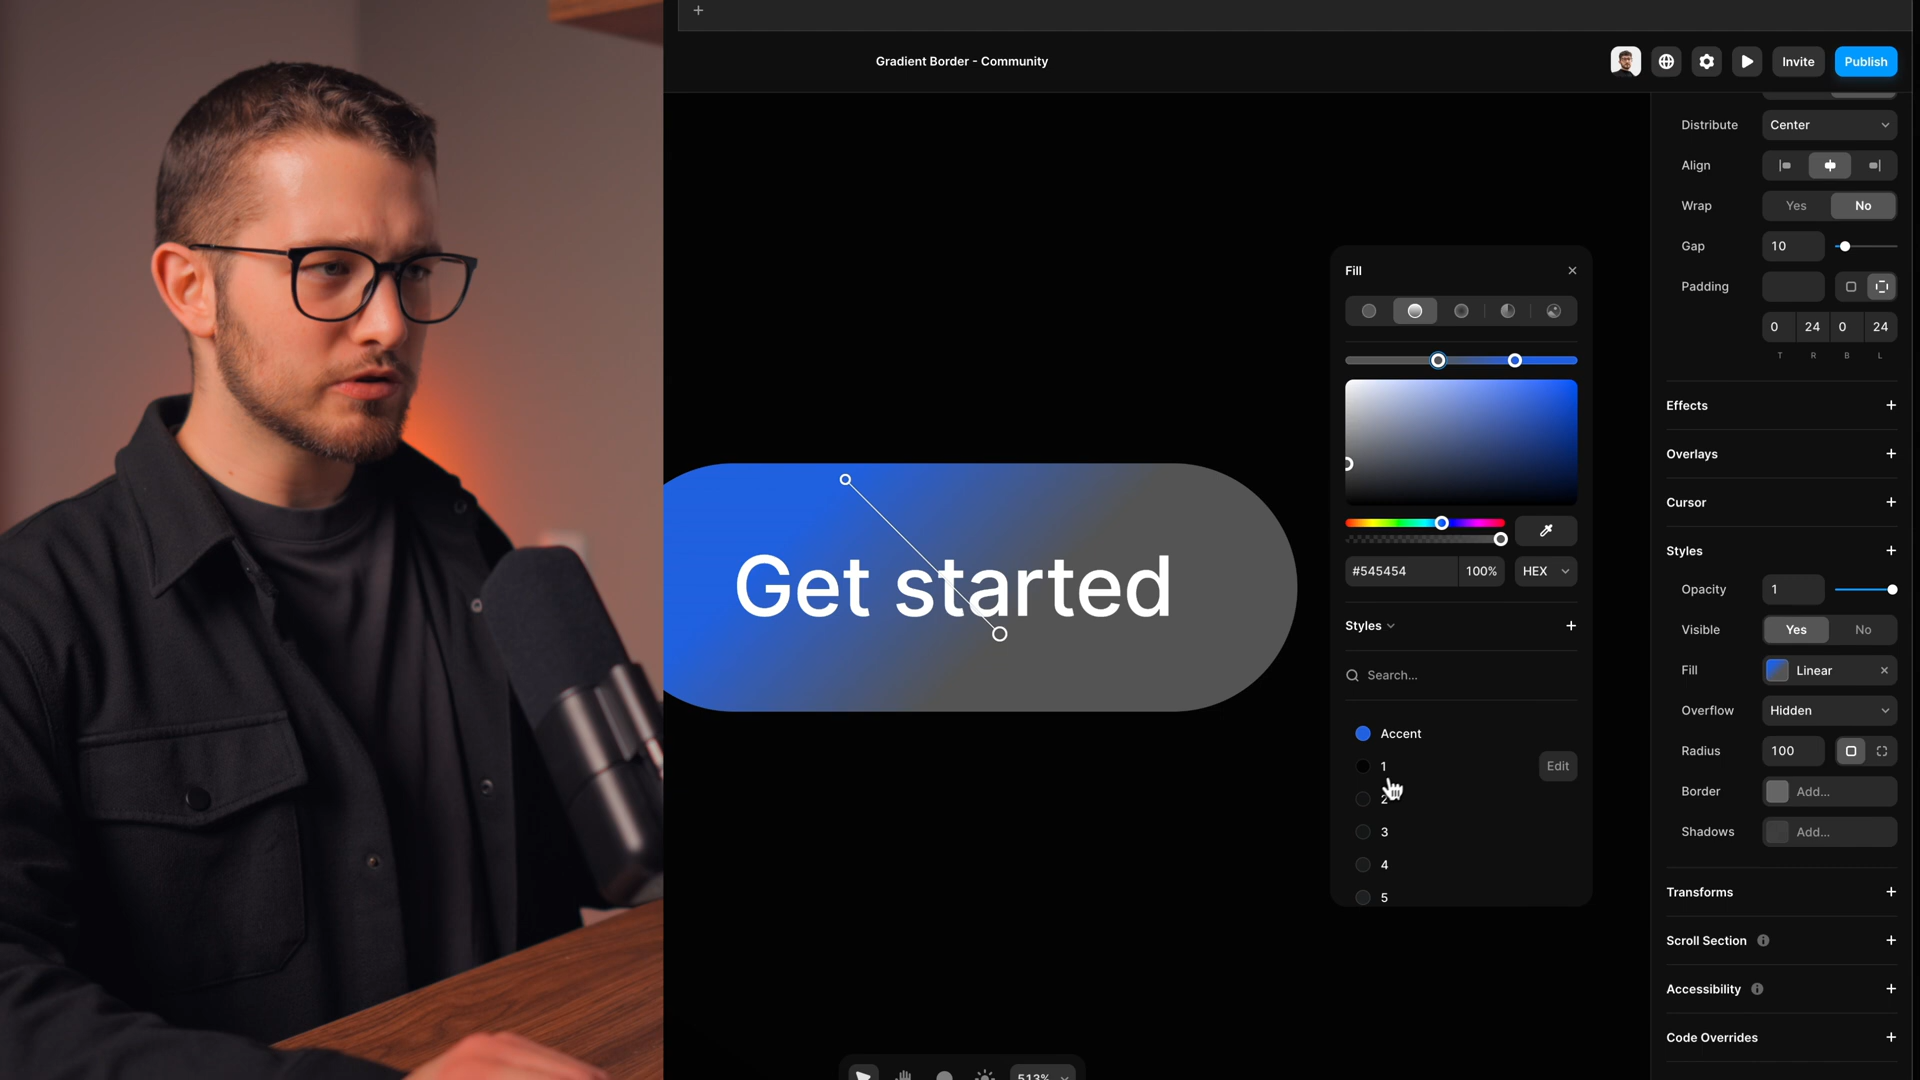 Gradient Border - Community
Invite
Publish
Distribute
Center
Align
Wrap
Yes
No
Gap
10
Padding
0
24
0
24
T
R
B
L
Effects
Overlays
Cursor
Styles
Opacity
1
Visible
Yes
No
Fill
Linear
Overflow
Hidden
Radius
100
Border
Add...
Shadows
Add...
Transforms
Scroll Section
Accessibility
Code Overrides
Fill
#545454
100%
HEX
Styles
Search...
Accent
1
Edit
2
3
4
5
Get started
513%